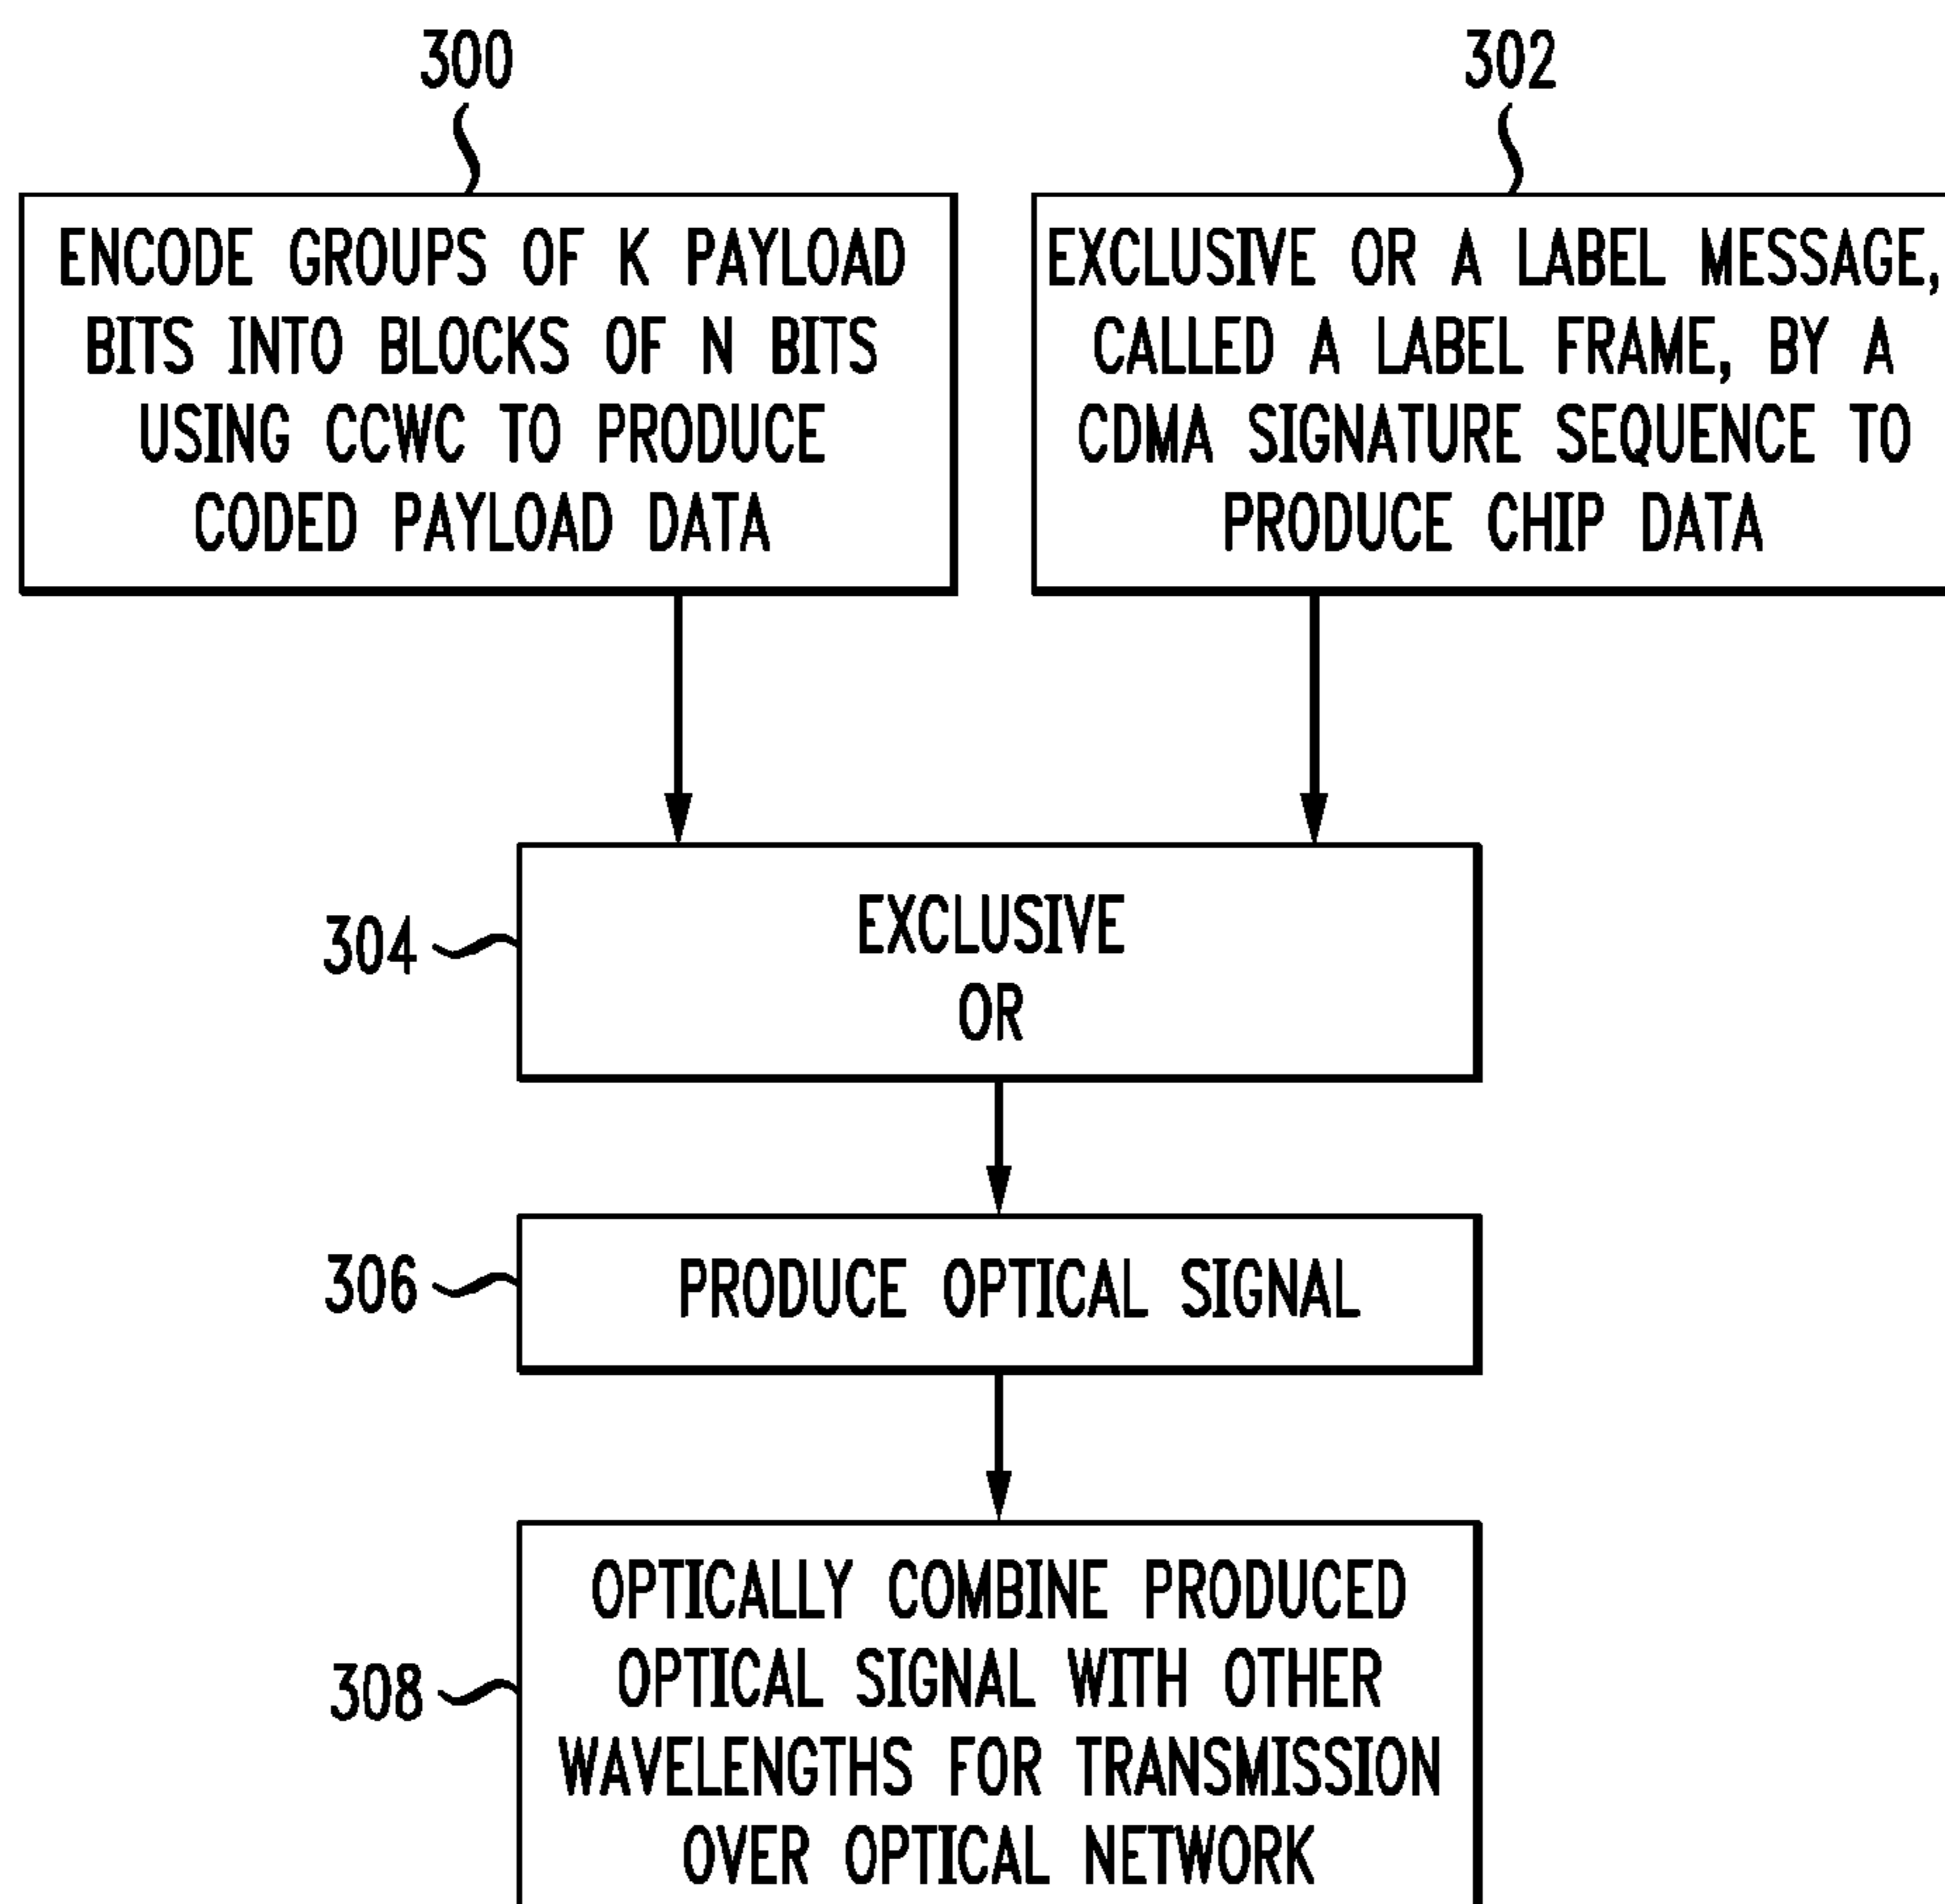 300
ENCODE GROUPS OF K PAYLOAD
BITS INTO BLOCKS OF N BITS
USING CCWC TO PRODUCE
CODED PAYLOAD DATA
302
EXCLUSIVE OR A LABEL MESSAGE,
CALLED A LABEL FRAME, BY A
CDMA SIGNATURE SEQUENCE TO
PRODUCE CHIP DATA
304
EXCLUSIVE
OR
306
PRODUCE OPTICAL SIGNAL
308
OPTICALLY COMBINE PRODUCED
OPTICAL SIGNAL WITH OTHER
WAVELENGTHS FOR TRANSMISSION
OVER OPTICAL NETWORK